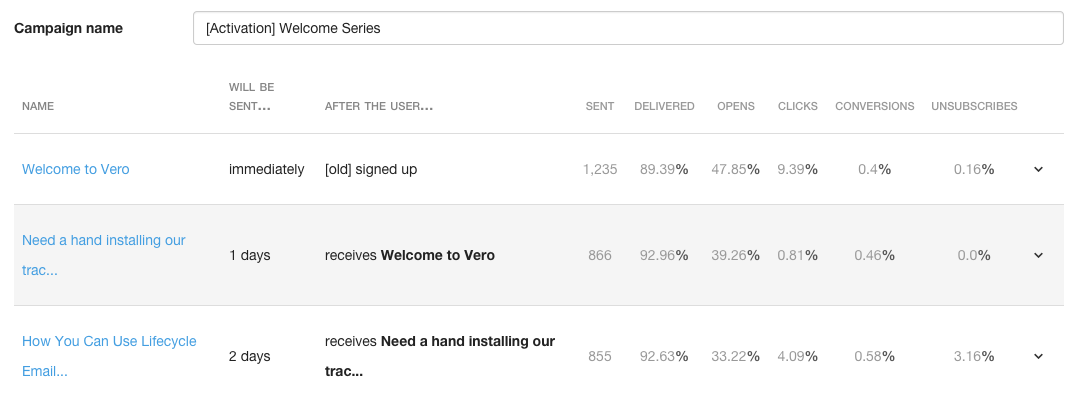 Campaign name
[Activation] Welcome Series
NAME
WILL BE
SENT...
AFTER THE USER...
SENT
DELIVERED
OPENS
CLICKS
CONVERSIONS
UNSUBSCRIBES
Welcome to Vero
immediately
[old] signed up
1,235
89.39%
47.85%
9.39%
0.4%
0.16%
Need a hand installing our
trac...
1 days
receives Welcome to Vero
866
92.96%
39.26%
0.81%
0.46%
0.0%
How You Can Use Lifecycle
Email...
2 days
receives Need a hand installing our
trac...
855
92.63%
33.22%
4.09%
0.58%
3.16%